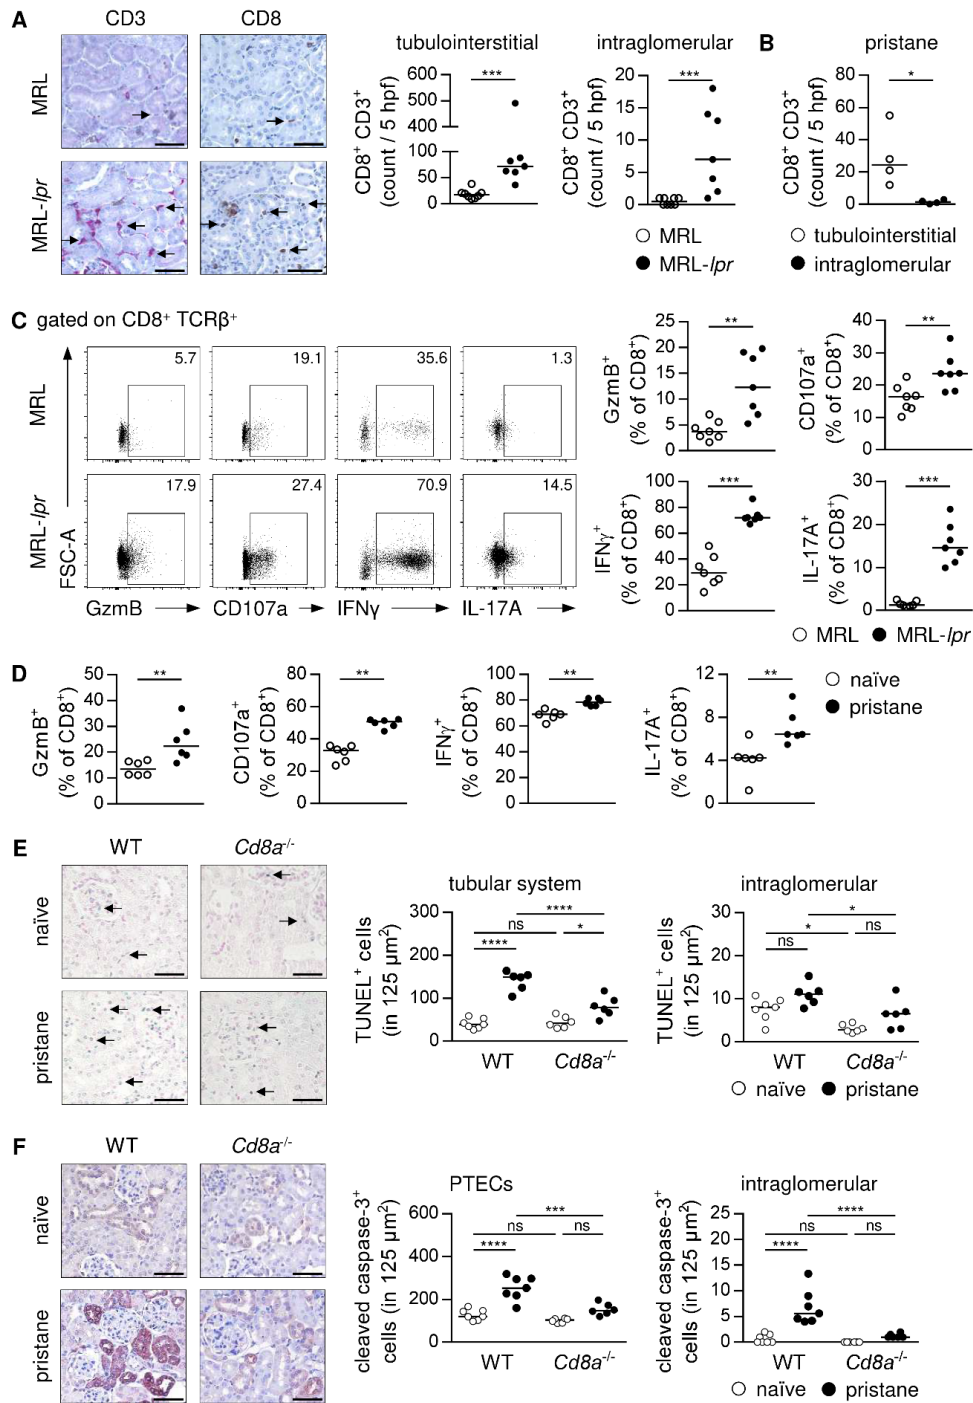 A
CD3
CD8
MRL
MRL-lpr
tubulointerstitial
CD8⁺ CD3⁺
(count / 5 hpf)
600
500
400
300
200
100
50
0
***
intraglomerular
CD8⁺ CD3⁺
(count / 5 hpf)
20
15
10
5
0
***
MRL
MRL-lpr
B
pristane
CD8⁺ CD3⁺
(count / 5 hpf)
80
60
40
20
0
*
tubulointerstitial
intraglomerular
C gated on CD8⁺ TCRβ⁺
MRL
5.7
19.1
35.6
1.3
MRL-lpr
17.9
27.4
70.9
14.5
FSC-A
GzmB
CD107a
IFNγ
IL-17A
GzmB⁺
(% of CD8⁺)
25
20
15
10
5
0
**
CD107a⁺
(% of CD8⁺)
40
30
20
10
0
**
IFNγ⁺
(% of CD8⁺)
100
80
60
40
20
0
***
IL-17A⁺
(% of CD8⁺)
30
20
10
0
***
MRL
MRL-lpr
D
GzmB⁺
(% of CD8⁺)
50
40
30
20
10
0
**
CD107a⁺
(% of CD8⁺)
80
60
40
20
0
**
IFNγ⁺
(% of CD8⁺)
100
80
60
40
20
0
**
IL-17A⁺
(% of CD8⁺)
12
8
4
0
**
naïve
pristane
E
WT
Cd8a⁻/⁻
naïve
pristane
tubular system
TUNEL⁺ cells
(in 125 µm²)
300
200
100
0
****
ns
*
****
WT
Cd8a⁻/⁻
intraglomerular
TUNEL⁺ cells
(in 125 µm²)
30
20
10
0
*
*
ns
ns
WT
Cd8a⁻/⁻
naïve
pristane
F
WT
Cd8a⁻/⁻
naïve
pristane
PTECs
cleaved caspase-3⁺
cells (in 125 µm²)
600
400
200
0
***
ns
ns
****
WT
Cd8a⁻/⁻
intraglomerular
cleaved caspase-3⁺
cells (in 125 µm²)
25
20
15
10
5
0
****
ns
ns
****
WT
Cd8a⁻/⁻
naïve
pristane